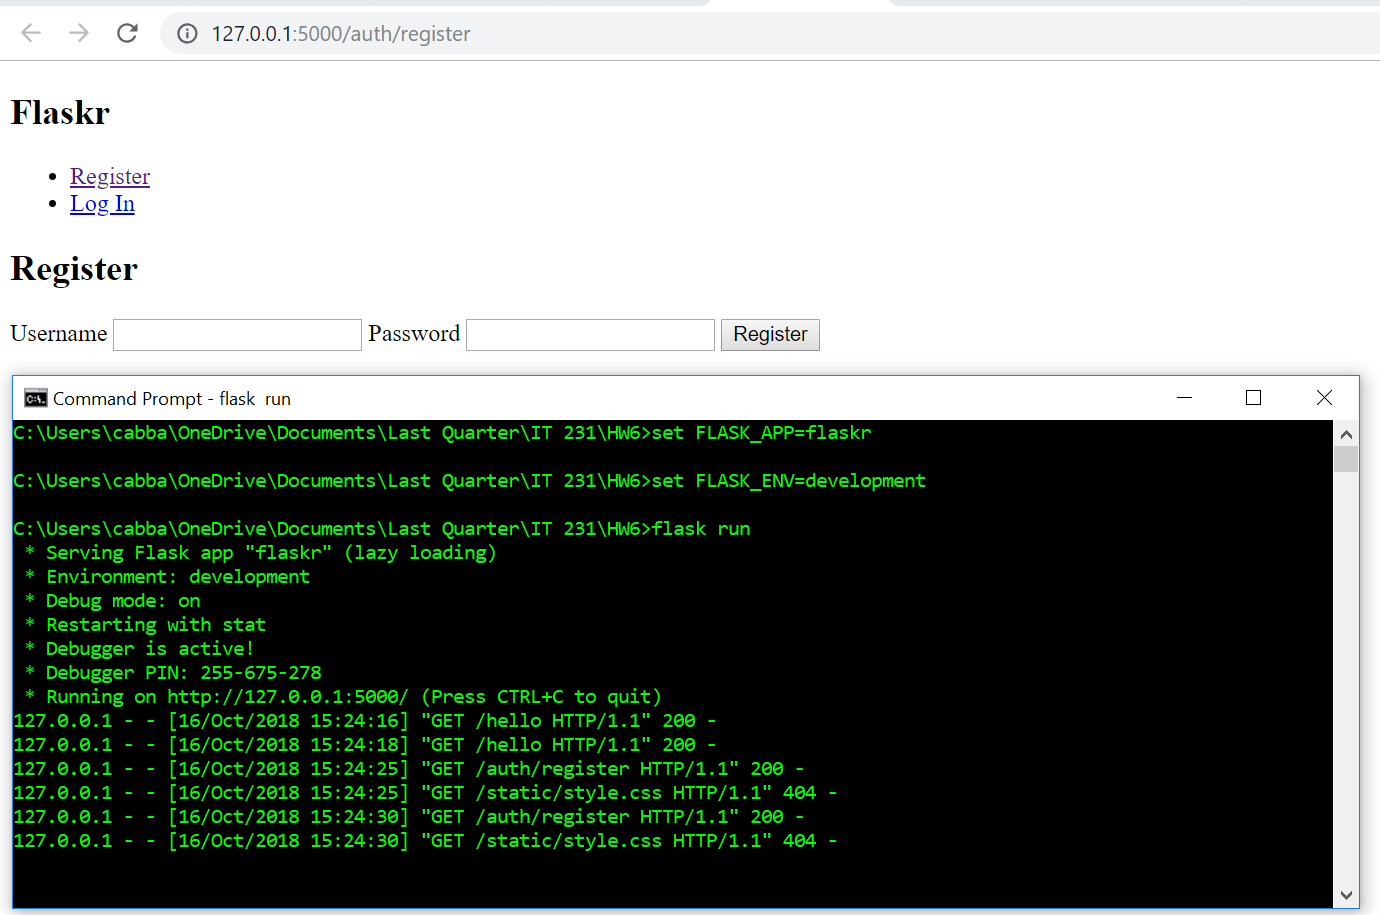 127.0.0.1:5000/auth/register
Flaskr
Register
Log In
Register
Username Password Register
Command Prompt - flask  run
C:\Users\cabba\OneDrive\Documents\Last Quarter\IT 231\HW6>set FLASK_APP=flaskr
C:\Users\cabba\OneDrive\Documents\Last Quarter\IT 231\HW6>set FLASK_ENV=development
C:\Users\cabba\OneDrive\Documents\Last Quarter\IT 231\HW6>flask run
* Serving Flask app "flaskr" (lazy loading)
* Environment: development
* Debug mode: on
* Restarting with stat
* Debugger is active!
* Debugger PIN: 255-675-278
* Running on http://127.0.0.1:5000/ (Press CTRL+C to quit)
127.0.0.1 - - [16/Oct/2018 15:24:16] "GET /hello HTTP/1.1" 200 -
127.0.0.1 - - [16/Oct/2018 15:24:18] "GET /hello HTTP/1.1" 200 -
127.0.0.1 - - [16/Oct/2018 15:24:25] "GET /auth/register HTTP/1.1" 200 -
127.0.0.1 - - [16/Oct/2018 15:24:25] "GET /static/style.css HTTP/1.1" 404 -
127.0.0.1 - - [16/Oct/2018 15:24:30] "GET /auth/register HTTP/1.1" 200 -
127.0.0.1 - - [16/Oct/2018 15:24:30] "GET /static/style.css HTTP/1.1" 404 -